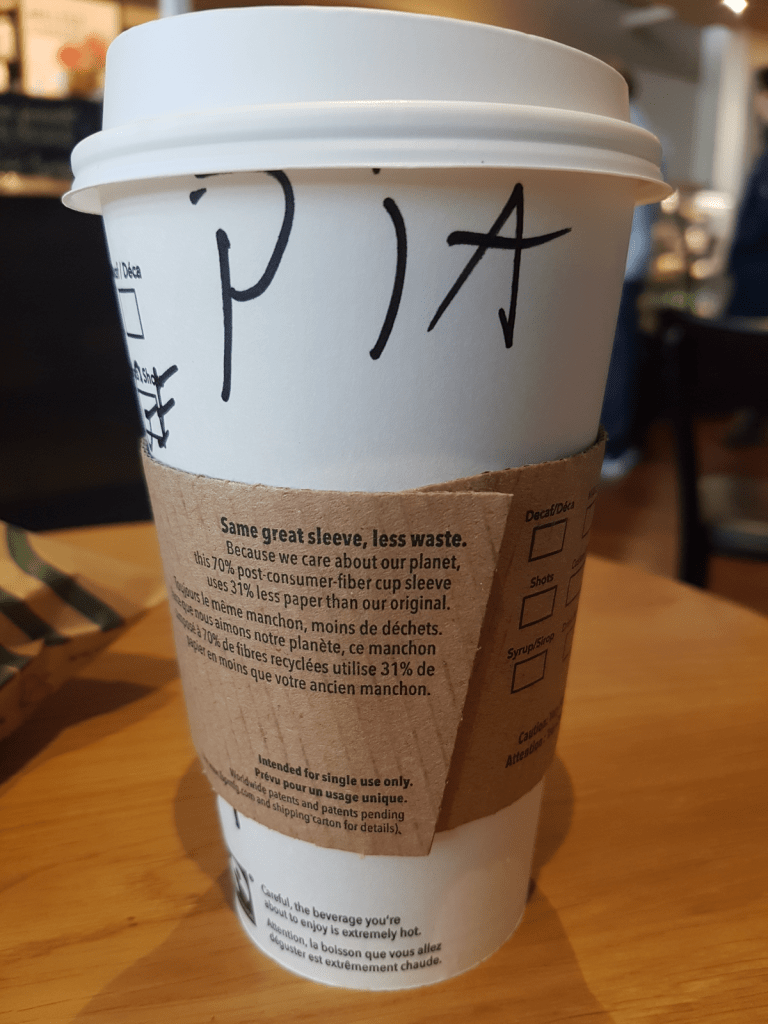 PiA
Déca
Shot
Same great sleeve, less waste.
Because we care about our planet,
this 70% post-consumer-fiber cup sleeve
uses 31% less paper than our original.
Toujours le même manchon, moins de déchets.
que nous aimons notre planète, ce manchon
à 70% de fibres recyclées utilise 31% de
papier en moins que votre ancien manchon.
Intended for single use only.
Prévu pour un usage unique.
Worldwide patents and patents pending
and shipping carton for details).
Decaf/Déca
Shots
Syrup/Sirop
Caution:
Attention:
Careful, the beverage you're
about to enjoy is extremely hot.
Attention, la boisson que vous allez
déguster est extrêmement chaude.